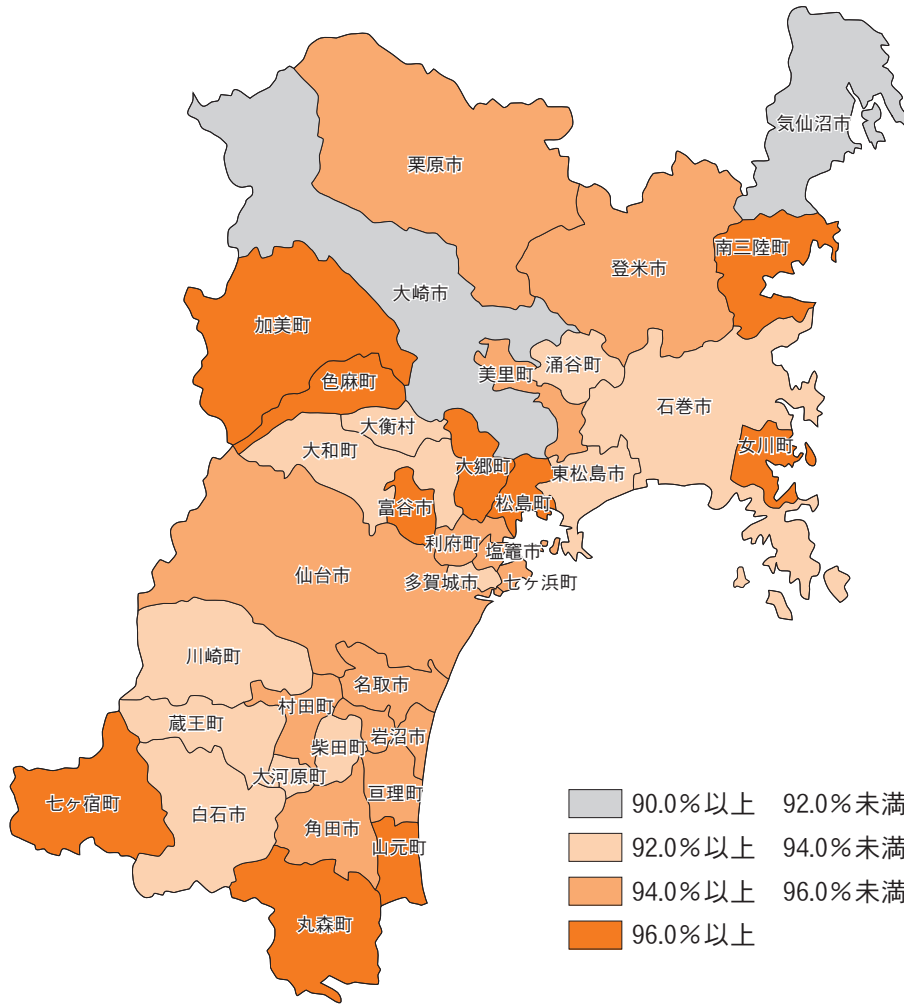 気仙沼市
栗原市
南三陸町
登米市
大崎市
加美町
美里町
涌谷町
色麻町
石巻市
大衡村
女川町
大和町
大郷町
東松島市
富谷市
松島町
利府町
塩竈市
仙台市
多賀城市
七ヶ浜町
川崎町
名取市
村田町
蔵王町
岩沼市
柴田町
大河原町
亘理町
七ヶ宿町
白石市
角田市
山元町
丸森町
90.0%以上 92.0%未満
92.0%以上 94.0%未満
94.0%以上 96.0%未満
96.0%以上